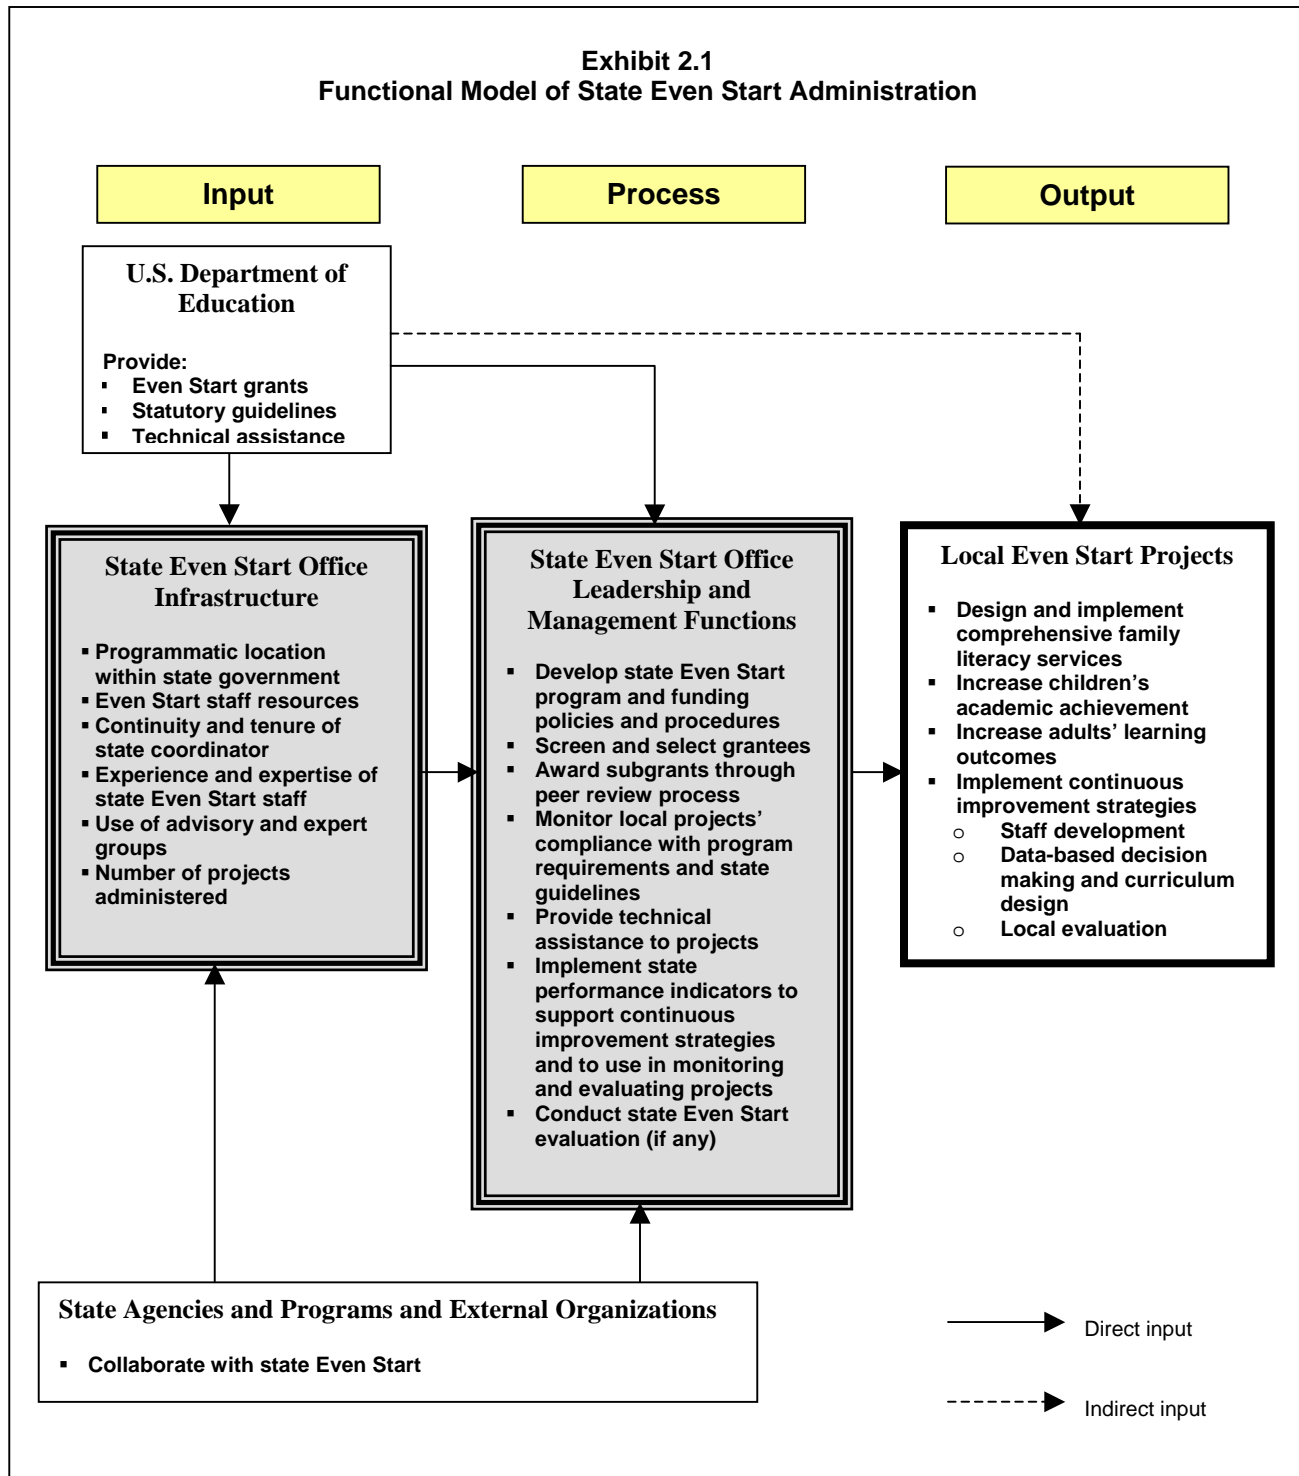 Exhibit 2.1
Functional Model of State Even Start Administration
Input
Process
Output
U.S. Department of
Education
Provide:
▪ Even Start grants
▪ Statutory guidelines
▪ Technical assistance
State Even Start Office
Infrastructure
▪ Programmatic location
within state government
▪ Even Start staff resources
▪ Continuity and tenure of
state coordinator
▪ Experience and expertise of
state Even Start staff
▪ Use of advisory and expert
groups
▪ Number of projects
administered
State Even Start Office
Leadership and
Management Functions
▪ Develop state Even Start
program and funding
policies and procedures
▪ Screen and select grantees
▪ Award subgrants through
peer review process
▪ Monitor local projects’
compliance with program
requirements and state
guidelines
▪ Provide technical
assistance to projects
▪ Implement state
performance indicators to
support continuous
improvement strategies
and to use in monitoring
and evaluating projects
▪ Conduct state Even Start
evaluation (if any)
Local Even Start Projects
▪ Design and implement
comprehensive family
literacy services
▪ Increase children’s
academic achievement
▪ Increase adults’ learning
outcomes
▪ Implement continuous
improvement strategies
o Staff development
o Data-based decision
making and curriculum
design
o Local evaluation
State Agencies and Programs and External Organizations
▪ Collaborate with state Even Start
Direct input
Indirect input